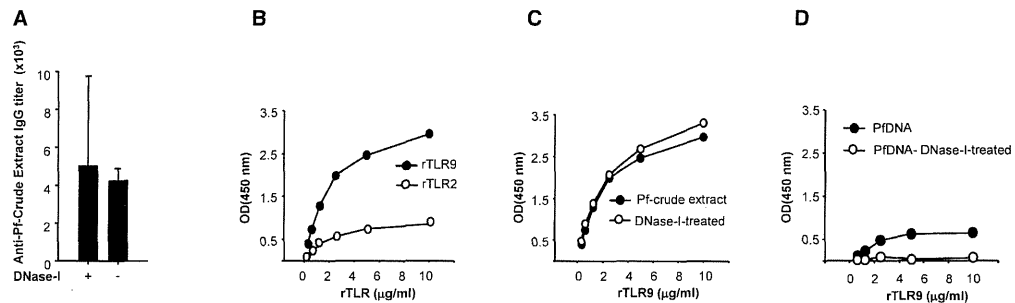 A
Anti-Pf-Crude Extract IgG titer (x10³)
10
8
6
4
2
0
DNase-I
+
-
B
OD(450 nm)
3.5
2.5
1.5
0.5
rTLR9
rTLR2
0
2
4
6
8
10
rTLR (µg/ml)
C
OD(450 nm)
3.5
2.5
1.5
0.5
Pf-crude extract
DNase-I-treated
0
2
4
6
8
10
rTLR9 (µg/ml)
D
OD(450 nm)
3.5
2.5
1.5
0.5
PfDNA
PfDNA- DNase-I-treated
0
2
4
6
8
10
rTLR9 (µg/ml)